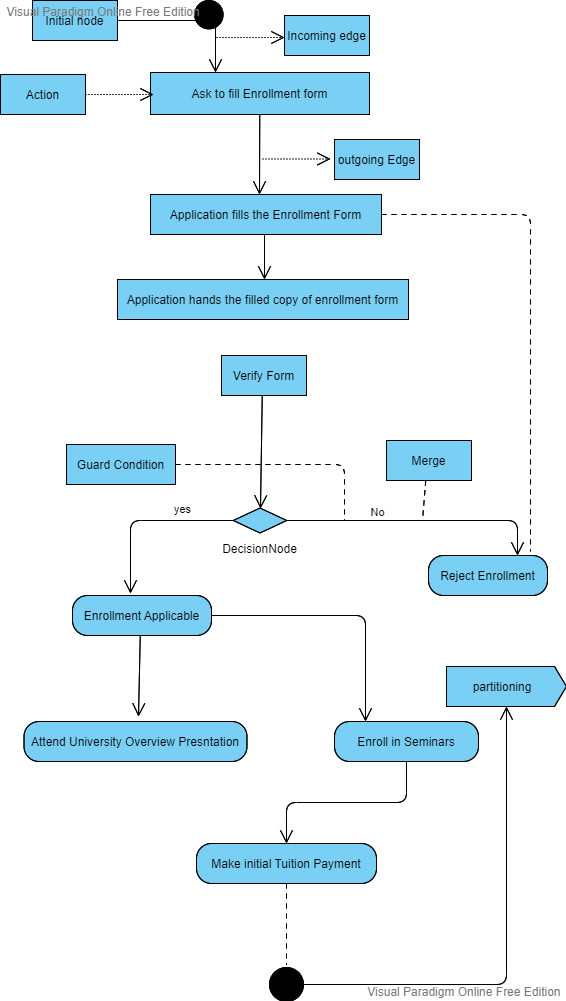 Visual Paradigm Online Free Edition
Initial node
Incoming edge
Action
Ask to fill Enrollment form
outgoing Edge
Application fills the Enrollment Form
Application hands the filled copy of enrollment form
Verify Form
Guard Condition
Merge
yes
No
DecisionNode
Reject Enrollment
Enrollment Applicable
partitioning
Attend University Overview Presntation
Enroll in Seminars
Make initial Tuition Payment
Visual Paradigm Online Free Edition